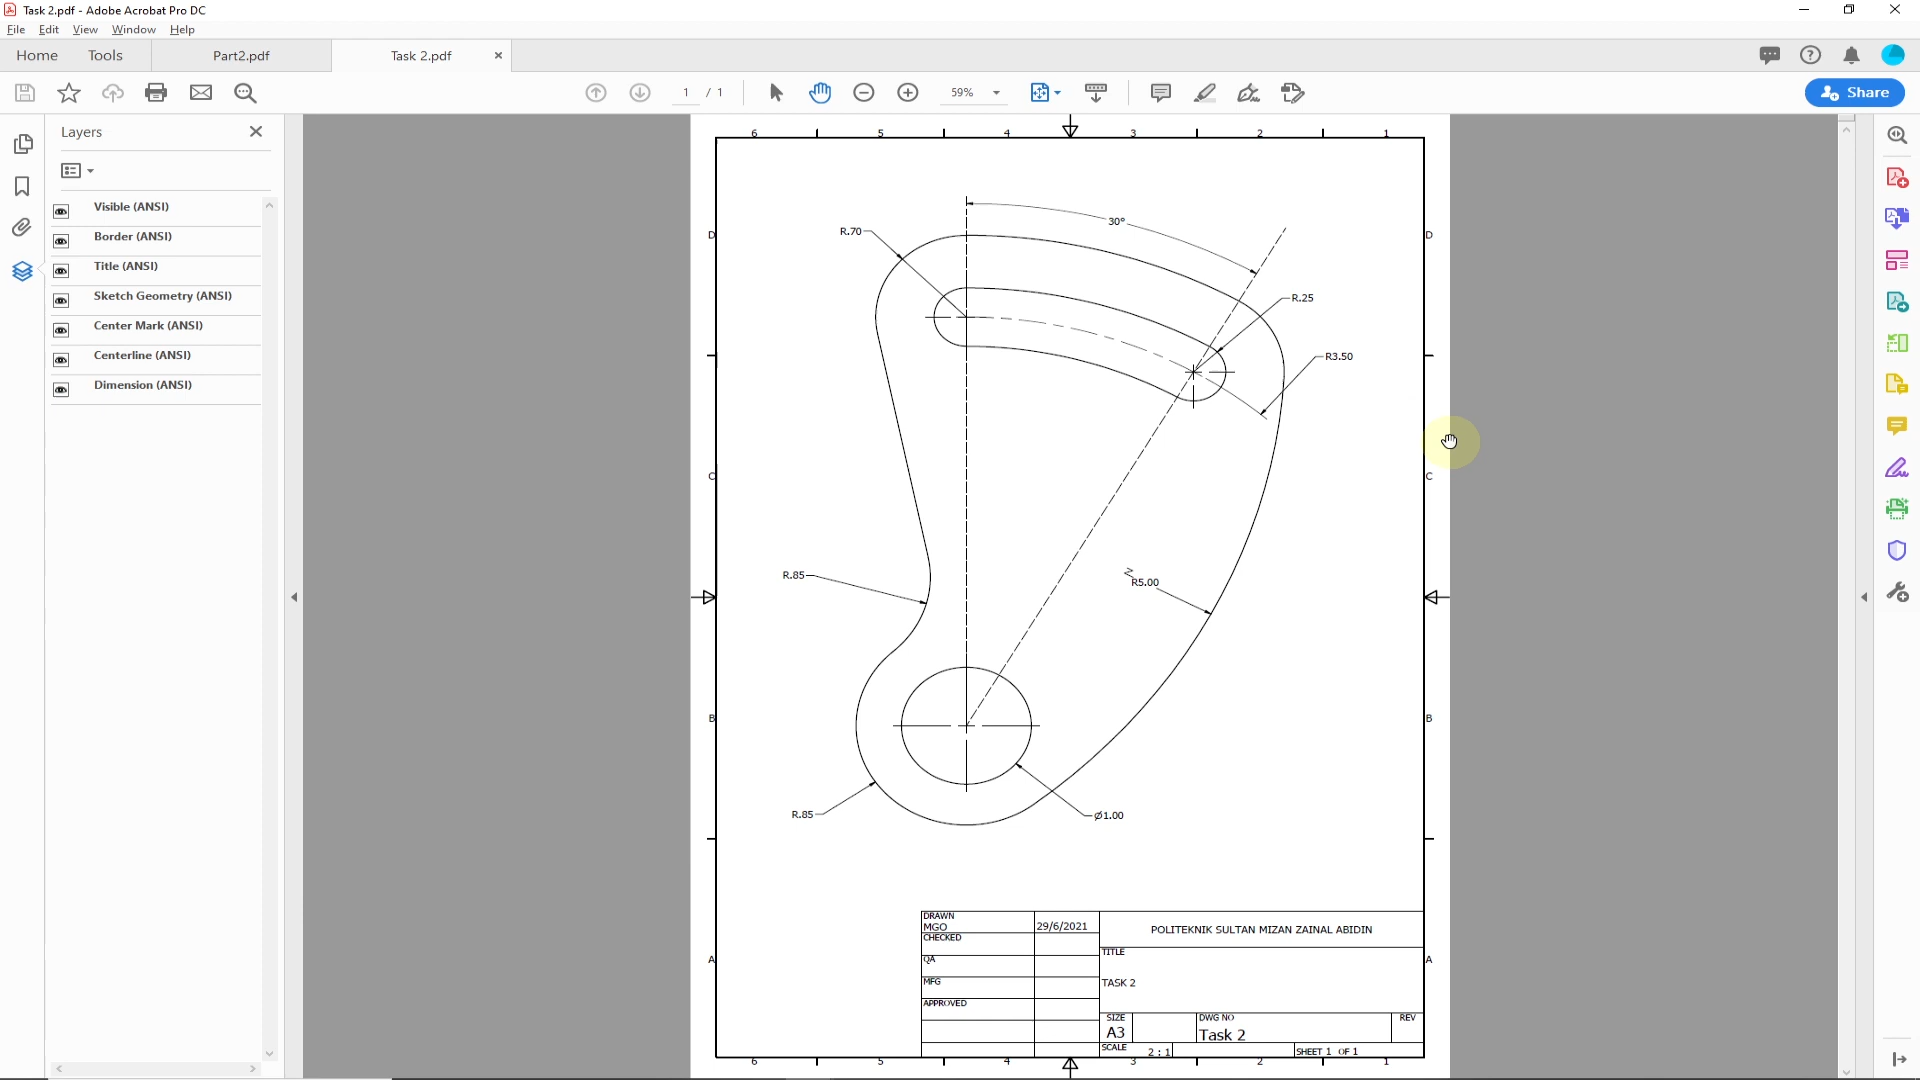 Task 2.pdf - Adobe Acrobat Pro DC
File Edit View Window Help
Home Tools Part2.pdf Task 2.pdf
1 / 1 59% Share
Layers
Visible (ANSI)
Border (ANSI)
Title (ANSI)
Sketch Geometry (ANSI)
Center Mark (ANSI)
Centerline (ANSI)
Dimension (ANSI)
6 5 4 3 2 1
D D
30°
R.70
R.25
R3.50
C C
R.85
R5.00
B B
R.85
Ø1.00
DRAWN
MGO 29/6/2021 POLITEKNIK SULTAN MIZAN ZAINAL ABIDIN
CHECKED
TITLE
QA
A A
MFG TASK 2
APPROVED
SIZE DWG NO REV
A3 Task 2
SCALE 2 : 1 SHEET 1 OF 1
6 5 4 3 2 1